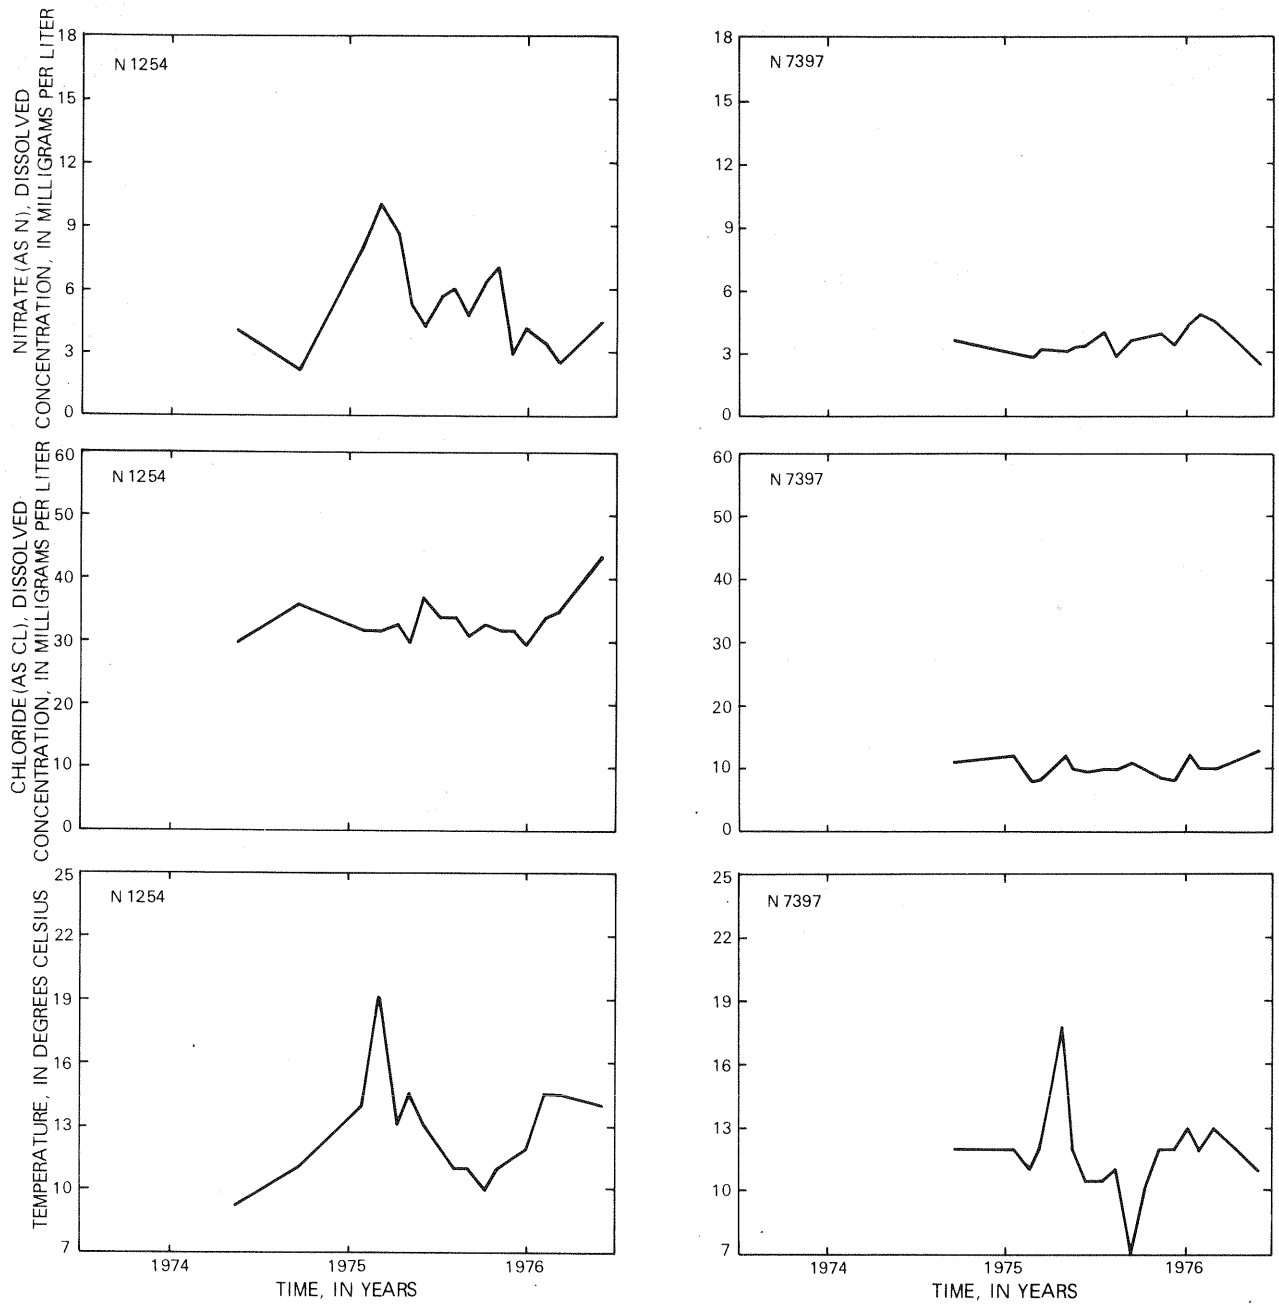 NITRATE (AS N), DISSOLVED
CONCENTRATION, IN MILLIGRAMS PER LITER
18
15
12
9
6
3
0
N 1254
18
15
12
9
6
3
0
N 7397
CHLORIDE (AS CL), DISSOLVED
CONCENTRATION, IN MILLIGRAMS PER LITER
60
50
40
30
20
10
0
N 1254
60
50
40
30
20
10
0
N 7397
TEMPERATURE, IN DEGREES CELSIUS
25
22
19
16
13
10
7
N 1254
1974 1975 1976
TIME, IN YEARS
25
22
19
16
13
10
7
N 7397
1974 1975 1976
TIME, IN YEARS